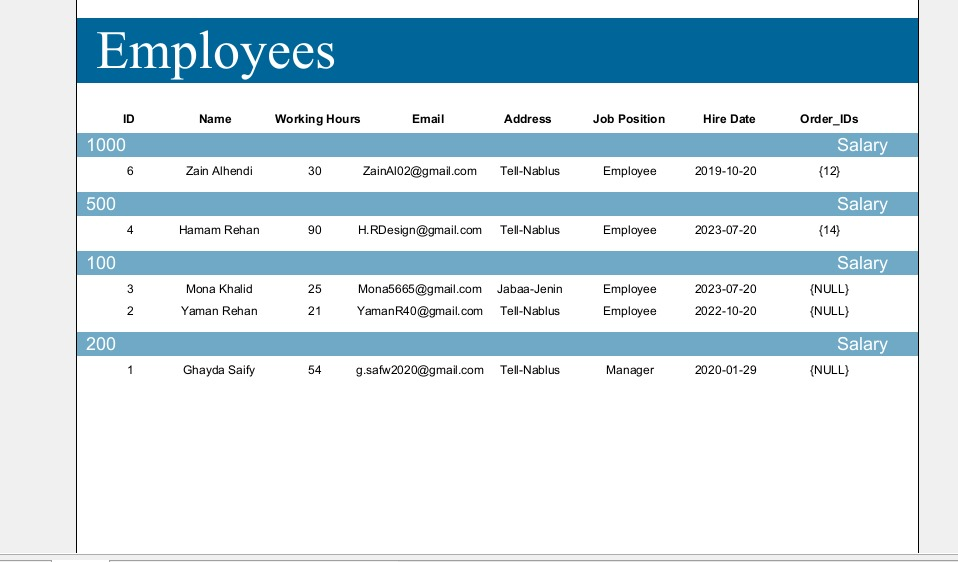 Employees
ID Name Working Hours Email Address Job Position Hire Date Order_IDs
1000 Salary
6 Zain Alhendi 30 ZainAl02@gmail.com Tell-Nablus Employee 2019-10-20 {12}
500 Salary
4 Hamam Rehan 90 H.RDesign@gmail.com Tell-Nablus Employee 2023-07-20 {14}
100 Salary
3 Mona Khalid 25 Mona5665@gmail.com Jabaa-Jenin Employee 2023-07-20 {NULL}
2 Yaman Rehan 21 YamanR40@gmail.com Tell-Nablus Employee 2022-10-20 {NULL}
200 Salary
1 Ghayda Saify 54 g.safw2020@gmail.com Tell-Nablus Manager 2020-01-29 {NULL}